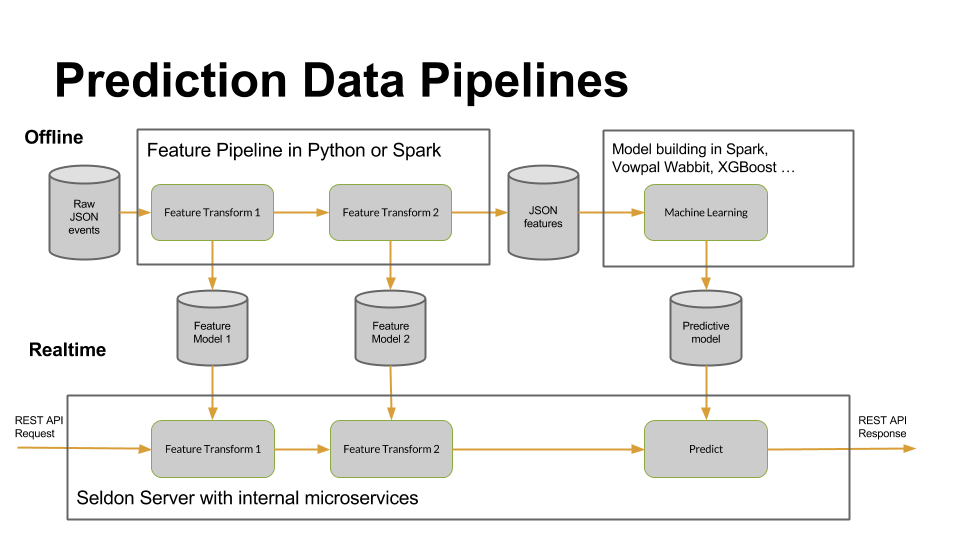 Prediction Data Pipelines
Offline
Feature Pipeline in Python or Spark
Model building in Spark,
Vowpal Wabbit, XGBoost …
Raw
JSON
events
Feature Transform 1
Feature Transform 2
JSON
features
Machine Learning
Feature
Model 1
Feature
Model 2
Predictive
model
Realtime
REST API
Request
Feature Transform 1
Feature Transform 2
Predict
REST API
Response
Seldon Server with internal microservices